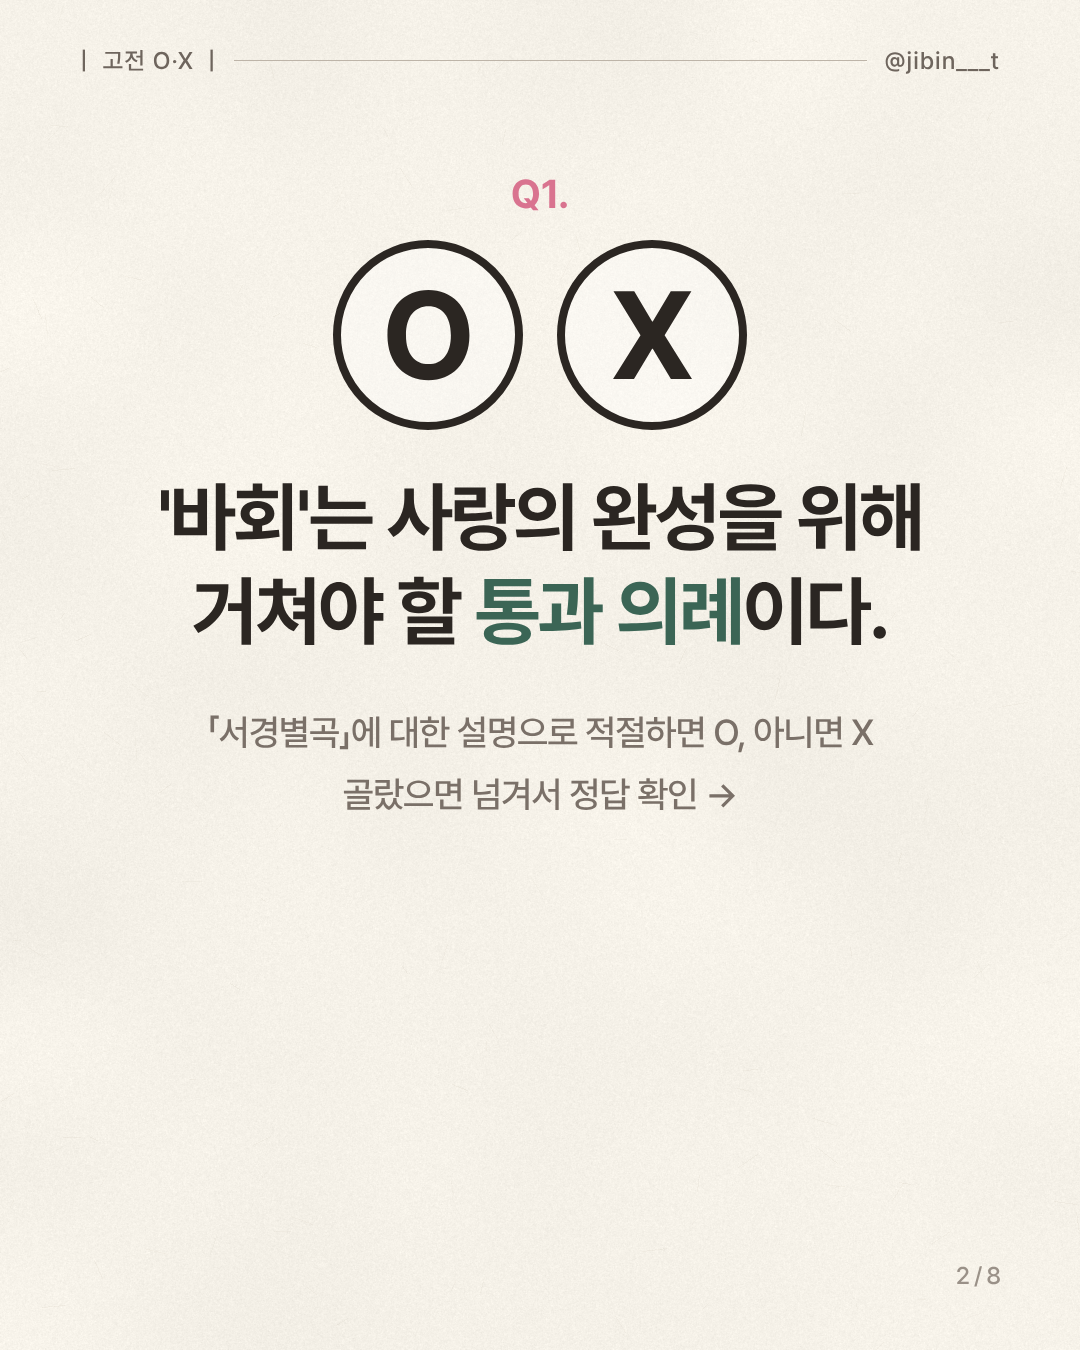 | 고전 O·X | @jibin___t
Q1.
O X
'바회'는 사랑의 완성을 위해
거쳐야 할 통과 의례이다.
「서경별곡」에 대한 설명으로 적절하면 O, 아니면 X
골랐으면 넘겨서 정답 확인 →
2/8